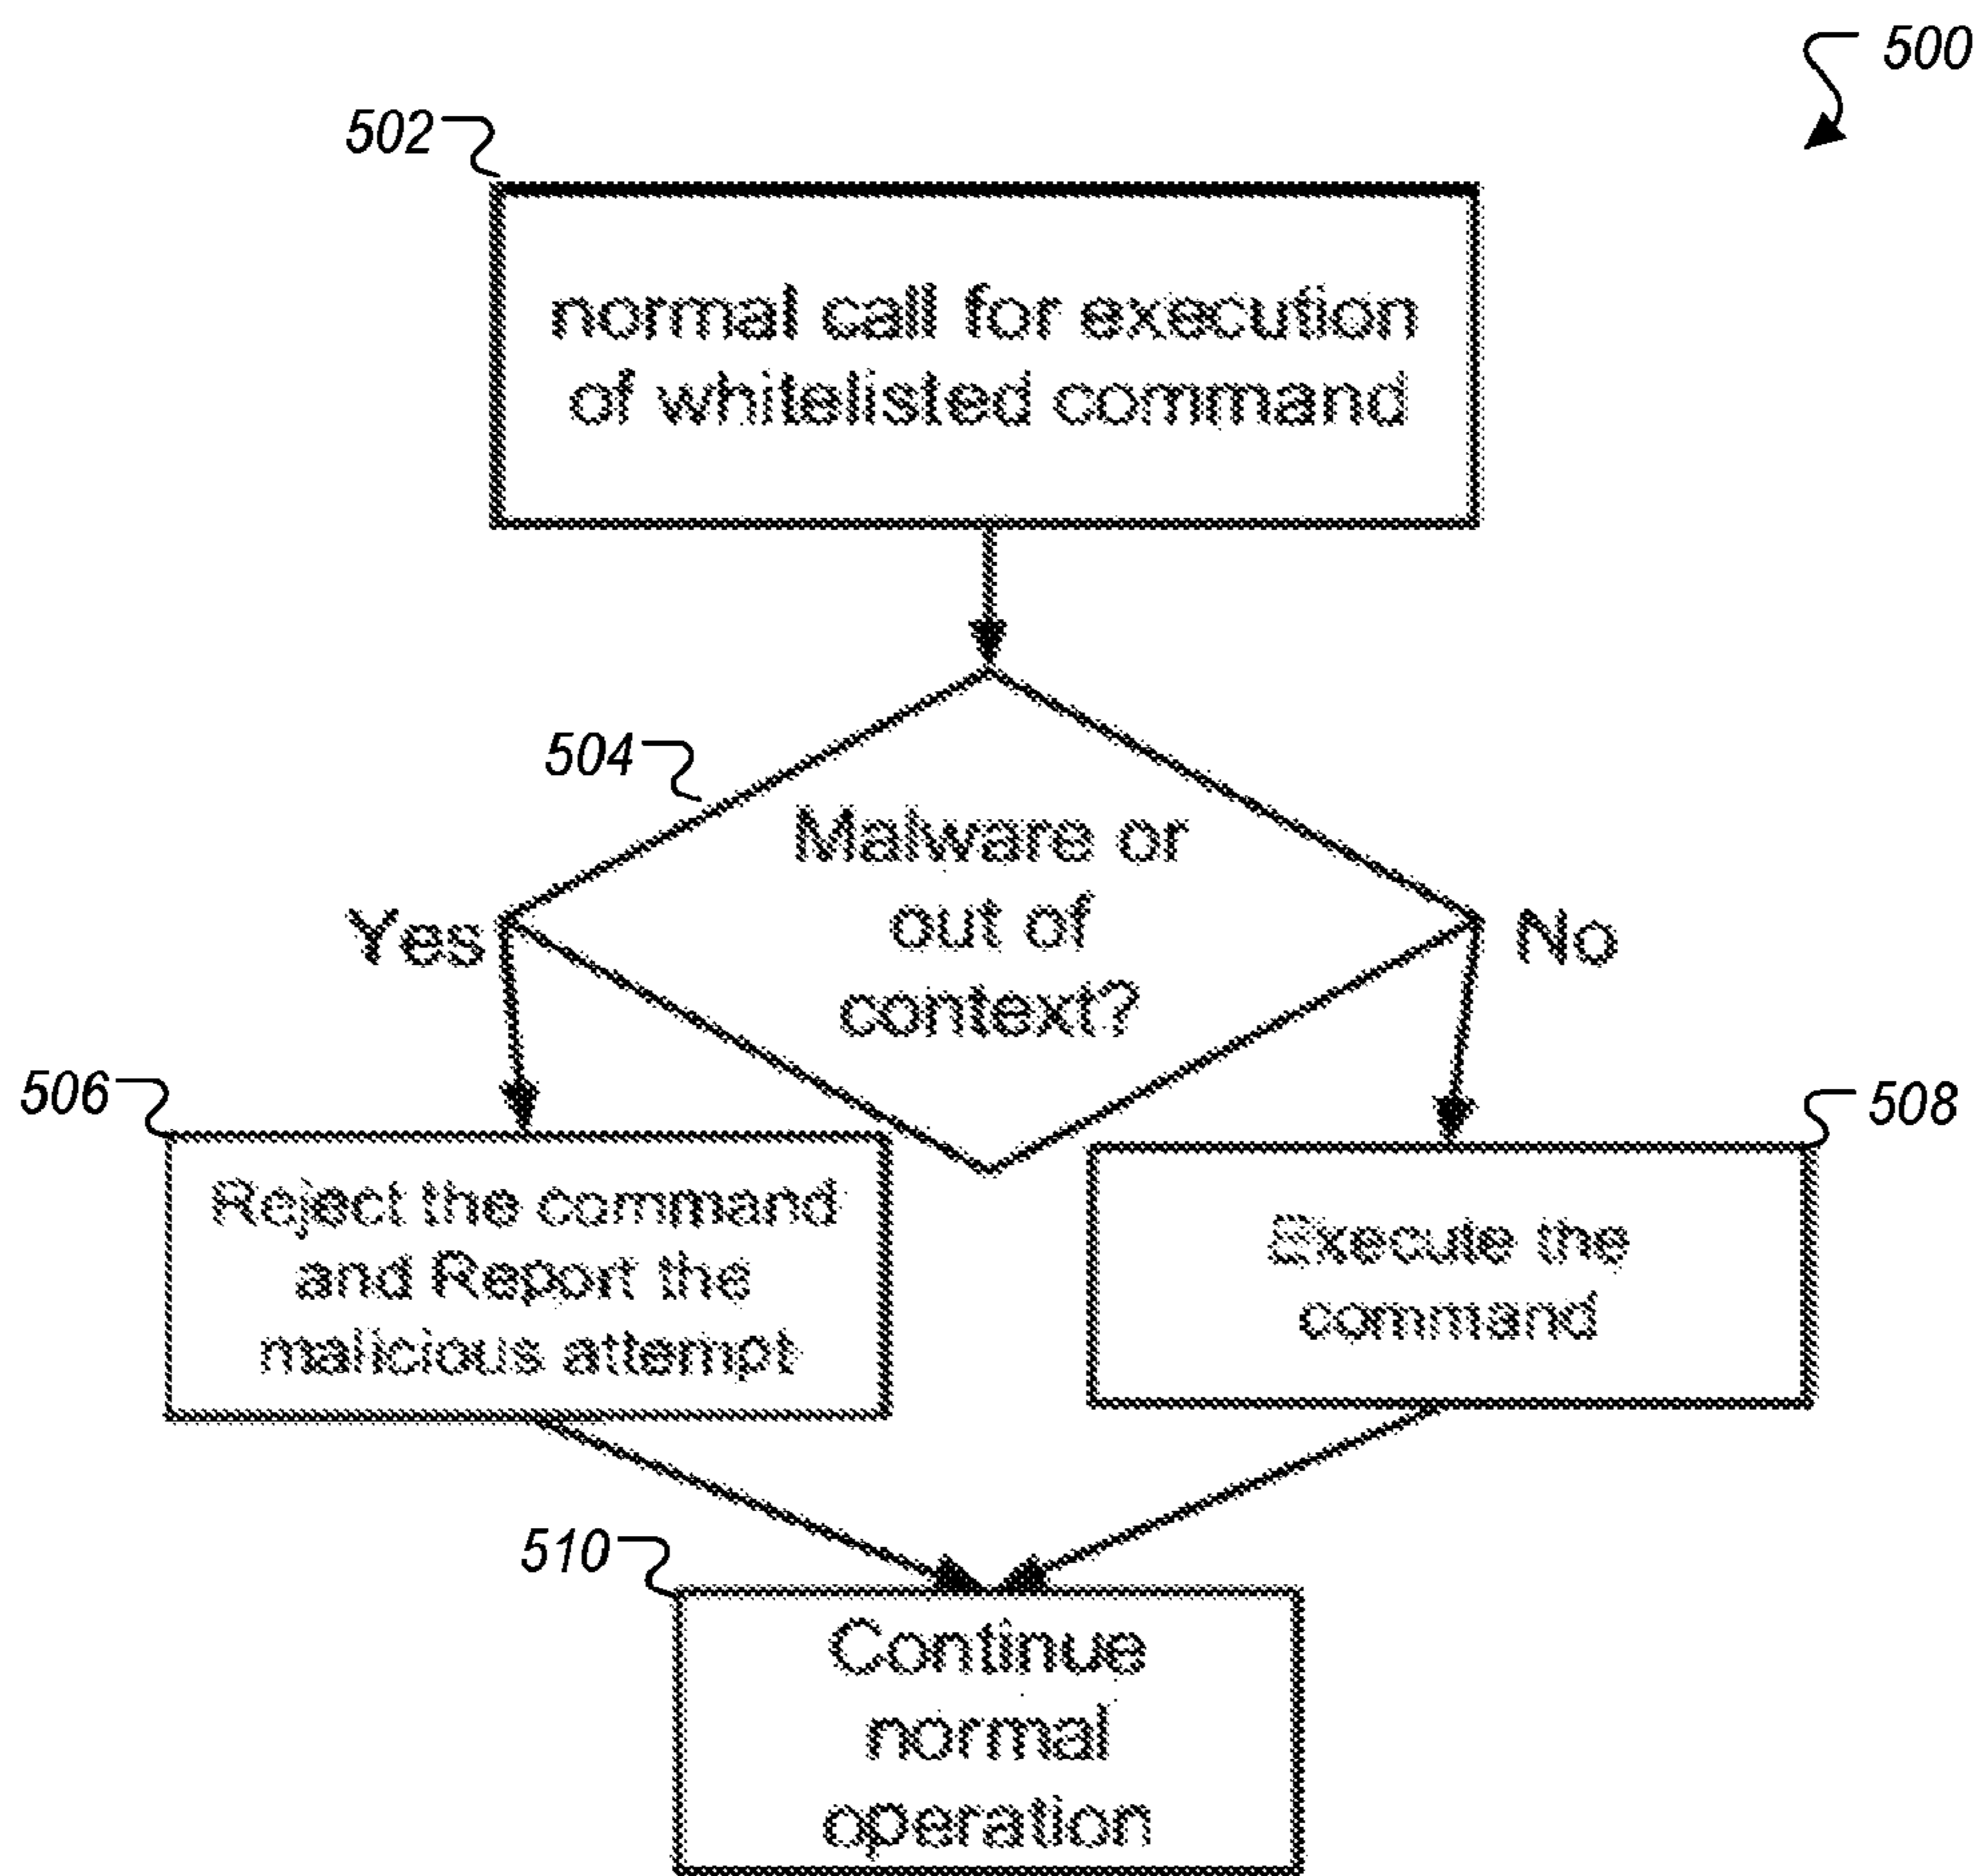 500
502
normal call for execution
of whitelisted command
504
Malware or
out of
context?
Yes
No
506
508
Reject the command
and Report the
malicious attempt
Execute the
command
510
Continue
normal
operation